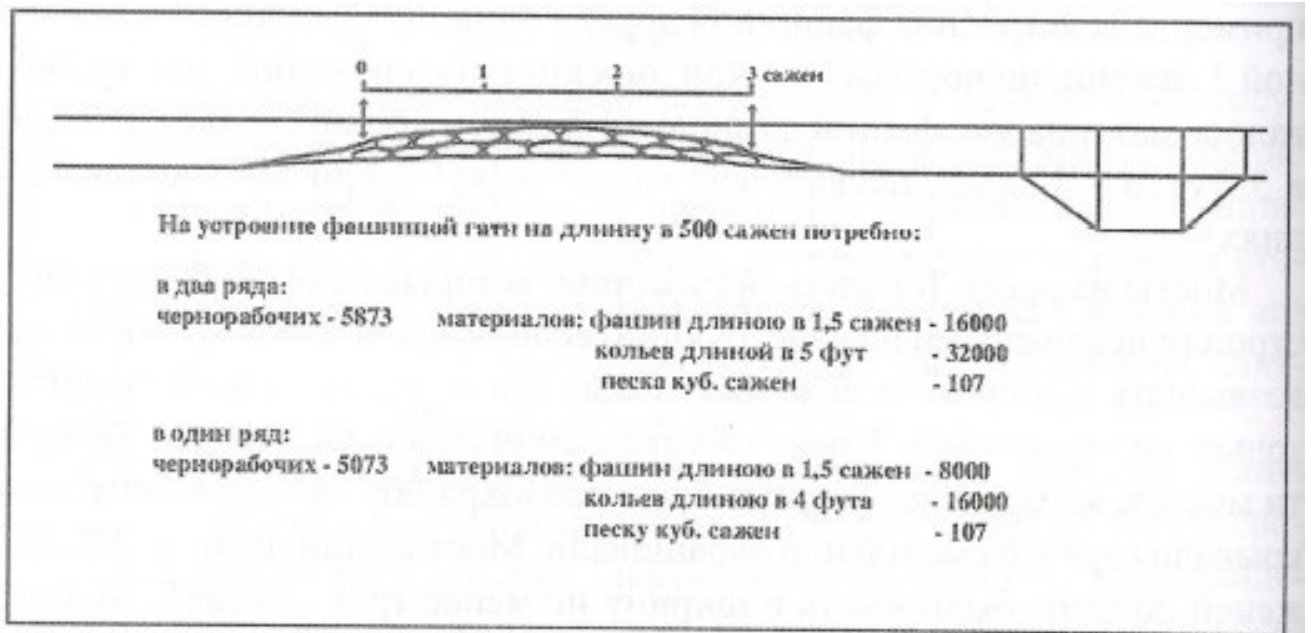 0 1 2 3 сажен
На устроение фашинной гати на длинну в 500 сажен потребно:
в два ряда:
чернорабочих - 5873 материалов: фашин длиною в 1,5 сажен - 16000
кольев длиной в 5 фут - 32000
песка куб. сажен - 107
в один ряд:
чернорабочих - 5073 материалов: фашин длиною в 1,5 сажен - 8000
кольев длиною в 4 фута - 16000
песку куб. сажен - 107